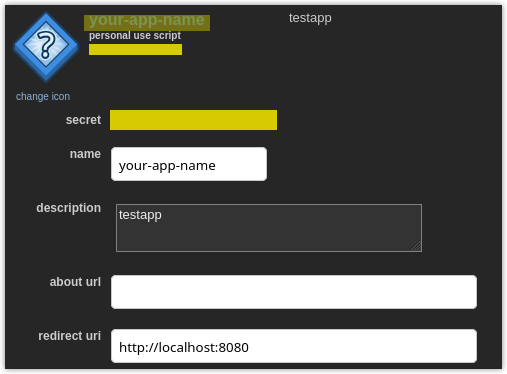 your-app-name
testapp
personal use script
change icon
secret
name
your-app-name
description
testapp
about url
redirect uri
http://localhost:8080